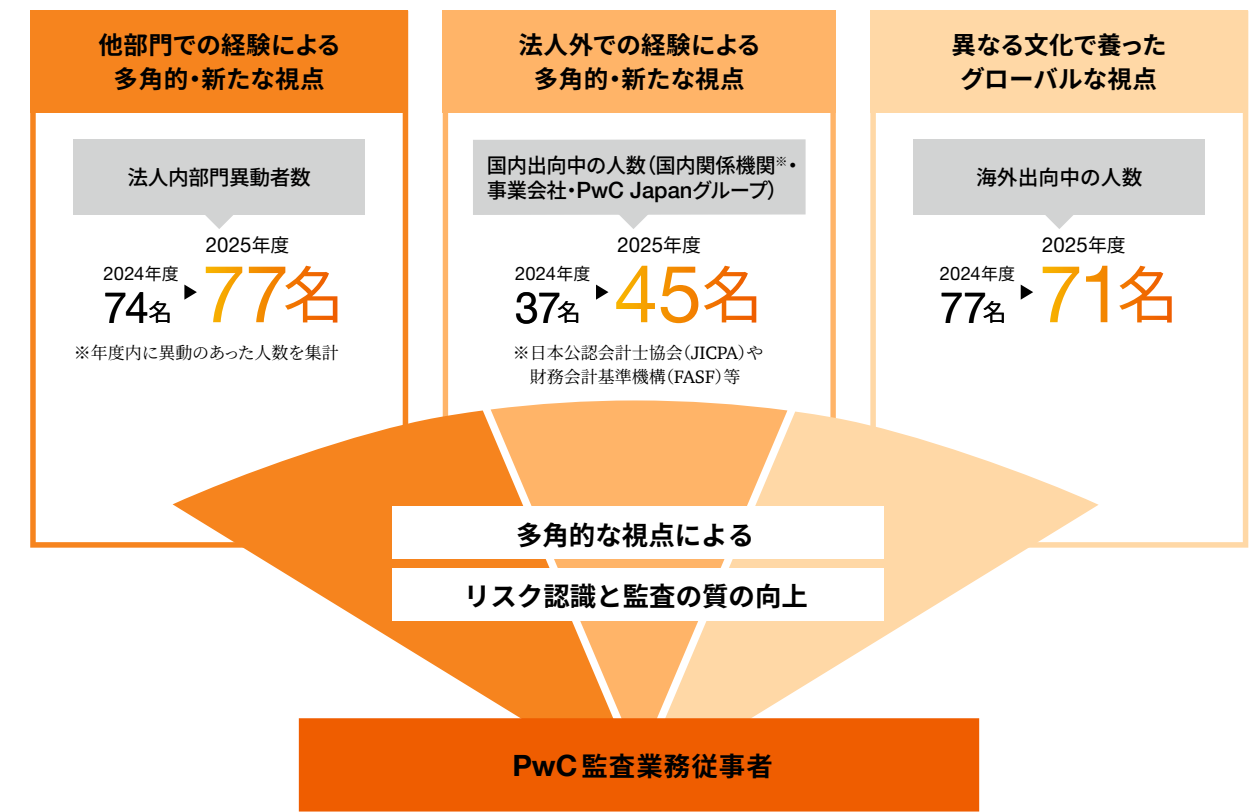 他部門での経験による
多角的・新たな視点
法人内部門異動者数
2024年度
74名
2025年度
77名
※年度内に異動のあった人数を集計
法人外での経験による
多角的・新たな視点
国内出向中の人数（国内関係機関※・
事業会社・PwC Japanグループ）
2024年度
37名
2025年度
45名
※日本公認会計士協会（JICPA）や
財務会計基準機構（FASF）等
異なる文化で養った
グローバルな視点
海外出向中の人数
2024年度
77名
2025年度
71名
多角的な視点による
リスク認識と監査の質の向上
PwC監査業務従事者